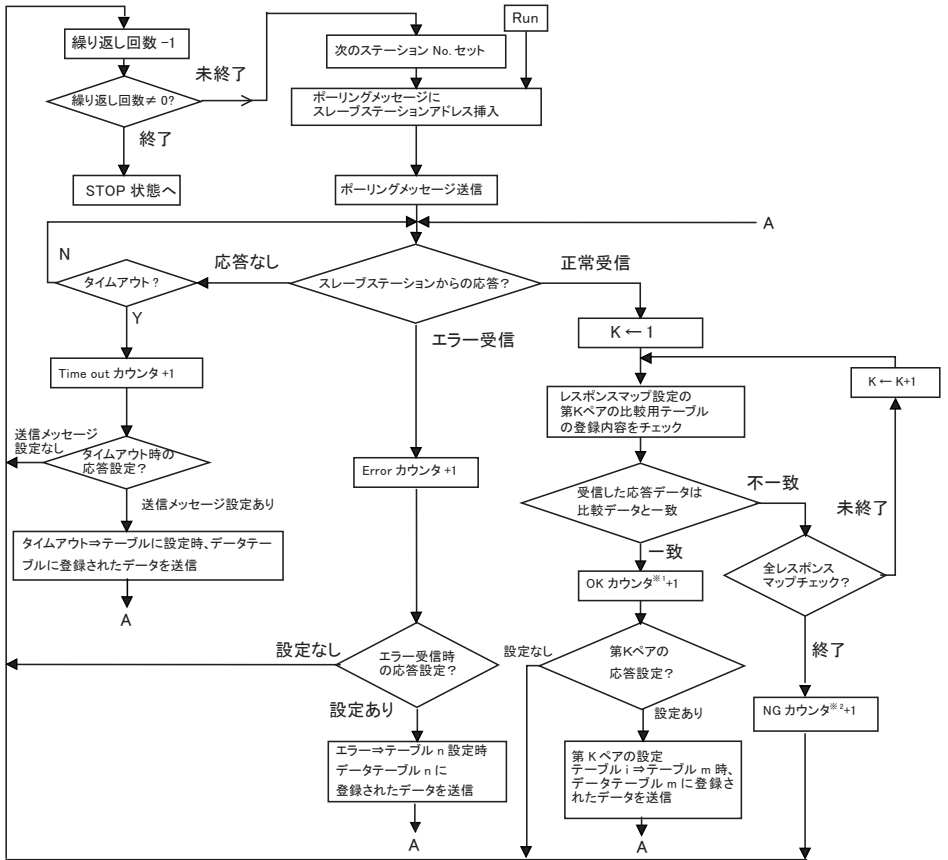 Run
繰り返し回数 -1
次のステーション No. セット
未終了
繰り返し回数≠ 0?
ポーリングメッセージに
スレーブステーションアドレス挿入
終了
STOP 状態へ
ポーリングメッセージ送信
A
N
応答なし
正常受信
タイムアウト ?
スレーブステーションからの応答?
Y
エラー受信
K ← 1
Time out カウンタ +1
K ← K+1
レスポンスマップ設定の
第Kペアの比較用テーブル
の登録内容をチェック
送信メッセージ
設定なし
タイムアウト時の
応答設定?
Error カウンタ +1
不一致
受信した応答データは
比較データと一致
未終了
送信メッセージ設定あり
タイムアウト⇒テーブルに設定時、データテー
ブルに登録されたデータを送信
一致
全レスポンス
マップチェック?
OK カウンタ※1+1
A
設定なし
エラー受信時
の応答設定?
設定なし
第Kペアの
応答設定?
終了
設定あり
設定あり
NG カウンタ※2+1
エラー⇒テーブル n 設定時
データテーブル n に
登録されたデータを送信
第 K ペアの設定
テーブル i ⇒テーブル m 時、
データテーブル m に登録さ
れたデータを送信
A
A